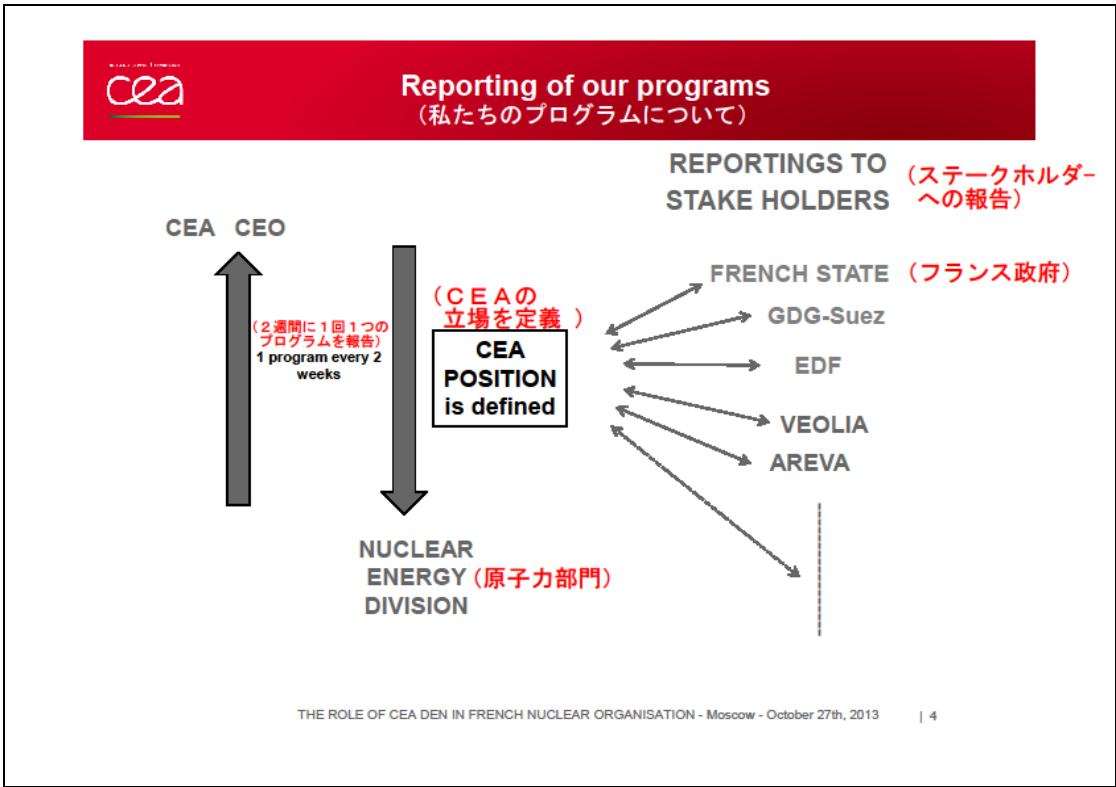 cea
Reporting of our programs
（私たちのプログラムについて）
REPORTINGS TO
STAKE HOLDERS
（ステークホルダー
への報告）
CEA CEO
（２週間に１回１つの
プログラムを報告）
1 program every 2
weeks
（ＣＥＡの
立場を定義 ）
CEA
POSITION
is defined
FRENCH STATE （フランス政府）
GDG-Suez
EDF
VEOLIA
AREVA
NUCLEAR
ENERGY （原子力部門）
DIVISION
THE ROLE OF CEA DEN IN FRENCH NUCLEAR ORGANISATION - Moscow - October 27th, 2013 | 4